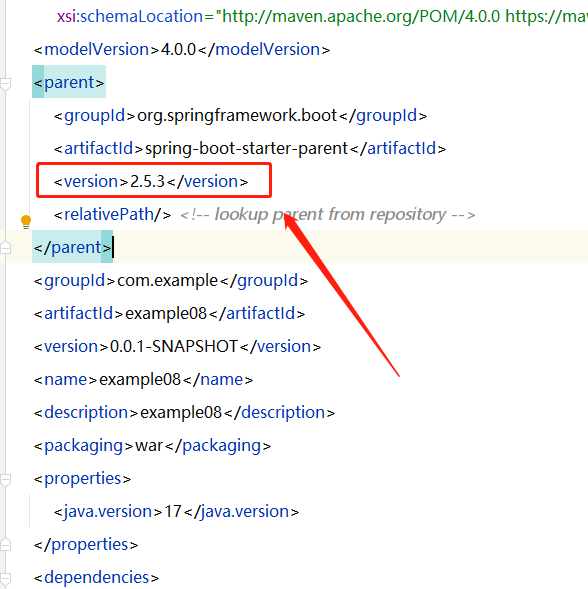 xsi:schemaLocation="http://maven.apache.org/POM/4.0.0 https://ma
<modelVersion>4.0.0</modelVersion>
<parent>
<groupId>org.springframework.boot</groupId>
<artifactId>spring-boot-starter-parent</artifactId>
<version>2.5.3</version>
<relativePath/> <!-- lookup parent from repository -->
</parent>
<groupId>com.example</groupId>
<artifactId>example08</artifactId>
<version>0.0.1-SNAPSHOT</version>
<name>example08</name>
<description>example08</description>
<packaging>war</packaging>
<properties>
<java.version>17</java.version>
</properties>
<dependencies>